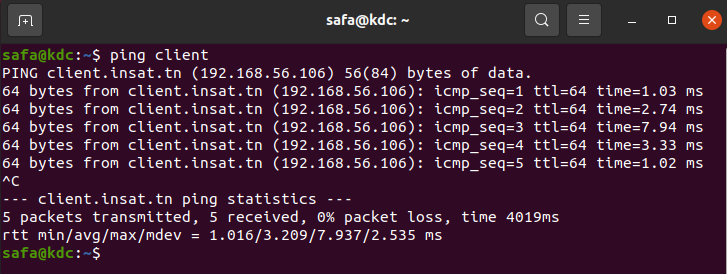 safa@kdc: ~
safa@kdc:~$ ping client
PING client.insat.tn (192.168.56.106) 56(84) bytes of data.
64 bytes from client.insat.tn (192.168.56.106): icmp_seq=1 ttl=64 time=1.03 ms
64 bytes from client.insat.tn (192.168.56.106): icmp_seq=2 ttl=64 time=2.74 ms
64 bytes from client.insat.tn (192.168.56.106): icmp_seq=3 ttl=64 time=7.94 ms
64 bytes from client.insat.tn (192.168.56.106): icmp_seq=4 ttl=64 time=3.33 ms
64 bytes from client.insat.tn (192.168.56.106): icmp_seq=5 ttl=64 time=1.02 ms
^C
--- client.insat.tn ping statistics ---
5 packets transmitted, 5 received, 0% packet loss, time 4019ms
rtt min/avg/max/mdev = 1.016/3.209/7.937/2.535 ms
safa@kdc:~$